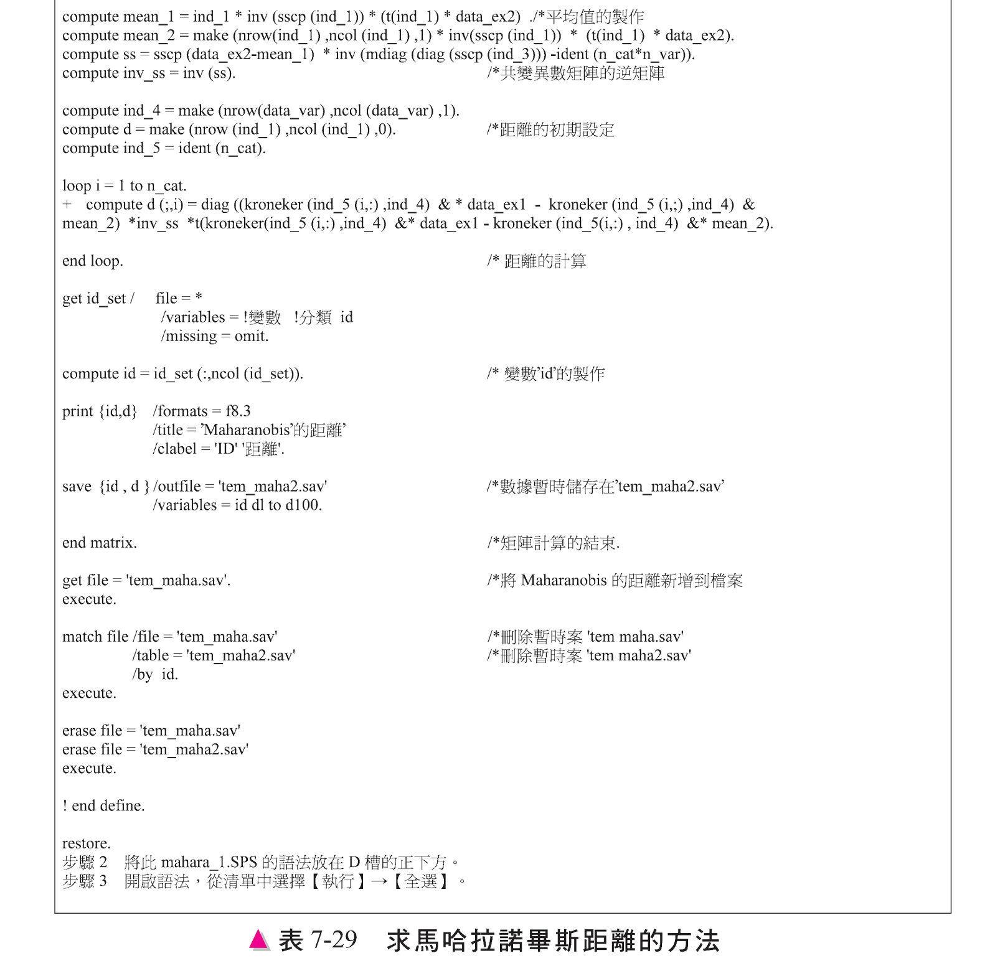 compute mean_1 = ind_1 * inv (sscp (ind_1)) * (t(ind_1) * data_ex2) ./*平均值的製作
compute mean_2 = make (nrow(ind_1) ,ncol (ind_1) ,1) * inv(sscp (ind_1)) * (t(ind_1) * data_ex2).
compute ss = sscp (data_ex2-mean_1) * inv (mdiag (diag (sscp (ind_3))) -ident (n_cat*n_var)).
compute inv_ss = inv (ss). /*共變異數矩陣的逆矩陣
compute ind_4 = make (nrow(data_var) ,ncol (data_var) ,1).
compute d = make (nrow (ind_1) ,ncol (ind_1) ,0). /*距離的初期設定
compute ind_5 = ident (n_cat).
loop i = 1 to n_cat.
+ compute d (;,i) = diag ((kroneker (ind_5 (i,:) ,ind_4) & * data_ex1 - kroneker (ind_5 (i,;) ,ind_4) &
mean_2) *inv_ss *t(kroneker(ind_5 (i,:) ,ind_4) &* data_ex1 - kroneker (ind_5(i,:) , ind_4) &* mean_2).
end loop. /* 距離的計算
get id_set / file = *
/variables = !變數 !分類 id
/missing = omit.
compute id = id_set (:,ncol (id_set)). /* 變數’id’的製作
print {id,d} /formats = f8.3
/title = ’Maharanobis’的距離’
/clabel = 'ID' '距離'.
save {id , d } /outfile = 'tem_maha2.sav' /*數據暫時儲存在’tem_maha2.sav’
/variables = id dl to d100.
end matrix. /*矩陣計算的結束.
get file = 'tem_maha.sav'. /*將 Maharanobis 的距離新增到檔案
execute.
match file /file = 'tem_maha.sav' /*刪除暫時案 'tem maha.sav'
/table = 'tem_maha2.sav' /*刪除暫時案 'tem maha2.sav'
/by id.
execute.
erase file = 'tem_maha.sav'
erase file = 'tem_maha2.sav'
execute.
! end define.
restore.
步驟 2 將此 mahara_1.SPS 的語法放在 D 槽的正下方。
步驟 3 開啟語法，從清單中選擇【執行】→【全選】。
▲ 表 7-29 求馬哈拉諾畢斯距離的方法